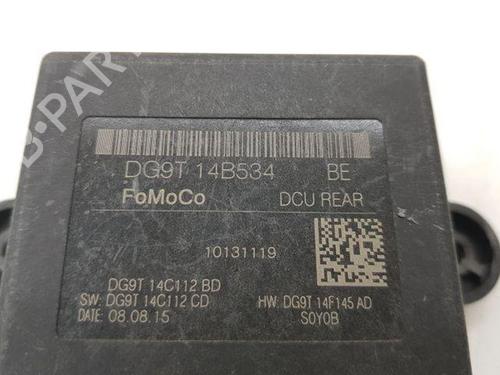 B-PARTS
DG9T 14B534 BE
FoMoCo DCU REAR
10131119
DG9T 14C112 BD
SW: DG9T 14C112 CD HW: DG9T 14F145 AD
DATE: 08.08.15 S0Y0B